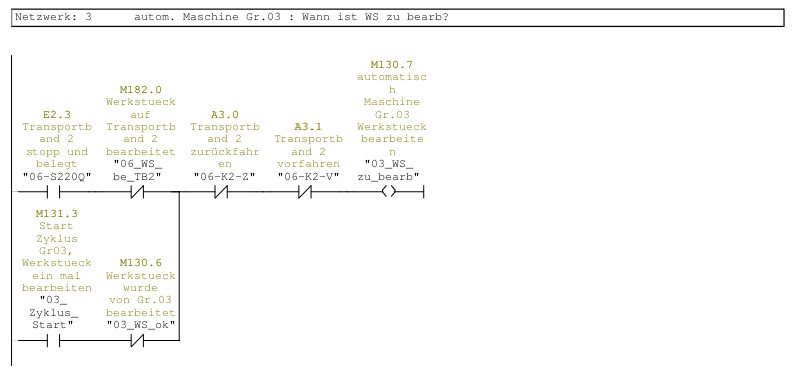 Netzwerk: 3 autom. Maschine Gr.03 : Wann ist WS zu bearb?
M130.7
automatisc
h
Maschine
Gr.03
Werkstueck
bearbeite
n
"03_WS_
zu_bearb"
M182.0
Werkstueck
auf
Transportb
and 2
bearbeitet
"06_WS_
be_TB2"
E2.3
Transportb
and 2
stopp und
belegt
"06-S220Q"
A3.0
Transportb
and 2
zurückfahr
en
"06-K2-Z"
A3.1
Transportb
and 2
vorfahren
"06-K2-V"
M131.3
Start
Zyklus
Gr03,
Werkstueck
ein mal
bearbeiten
"03_
Zyklus_
Start"
M130.6
Werkstueck
wurde
von Gr.03
bearbeitet
"03_WS_ok"